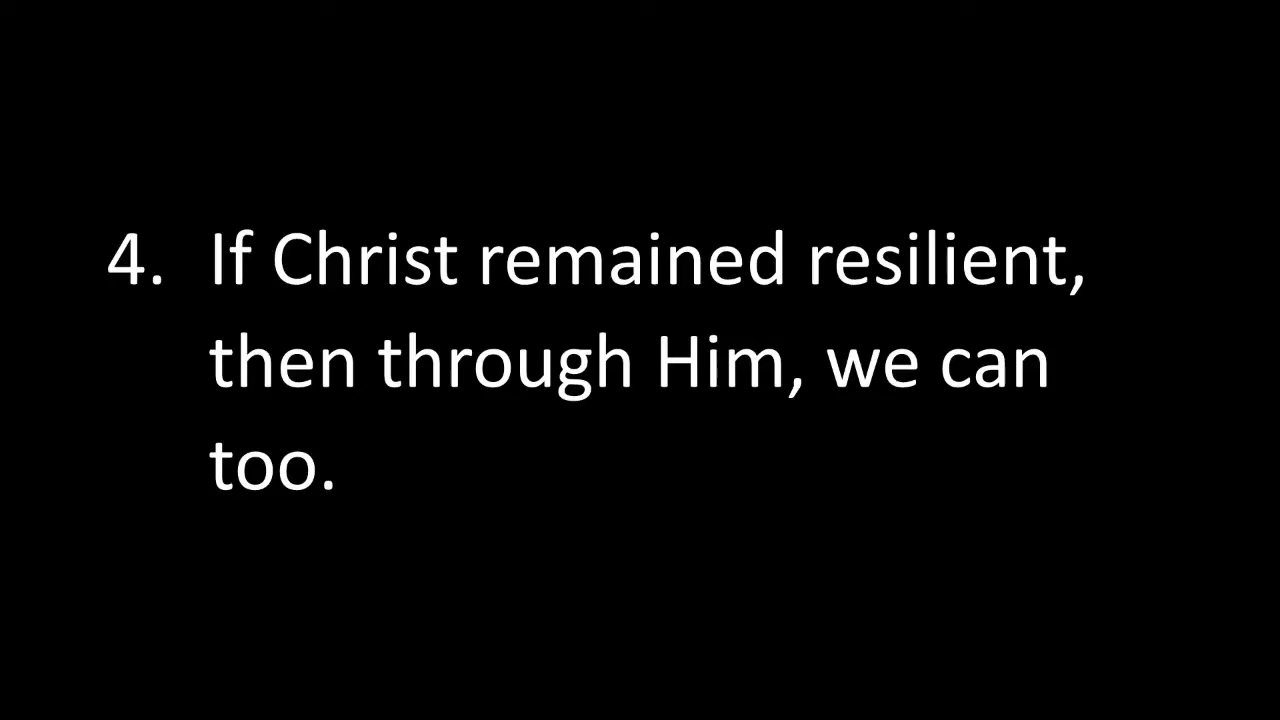 4. If Christ remained resilient,
then through Him, we can
too.